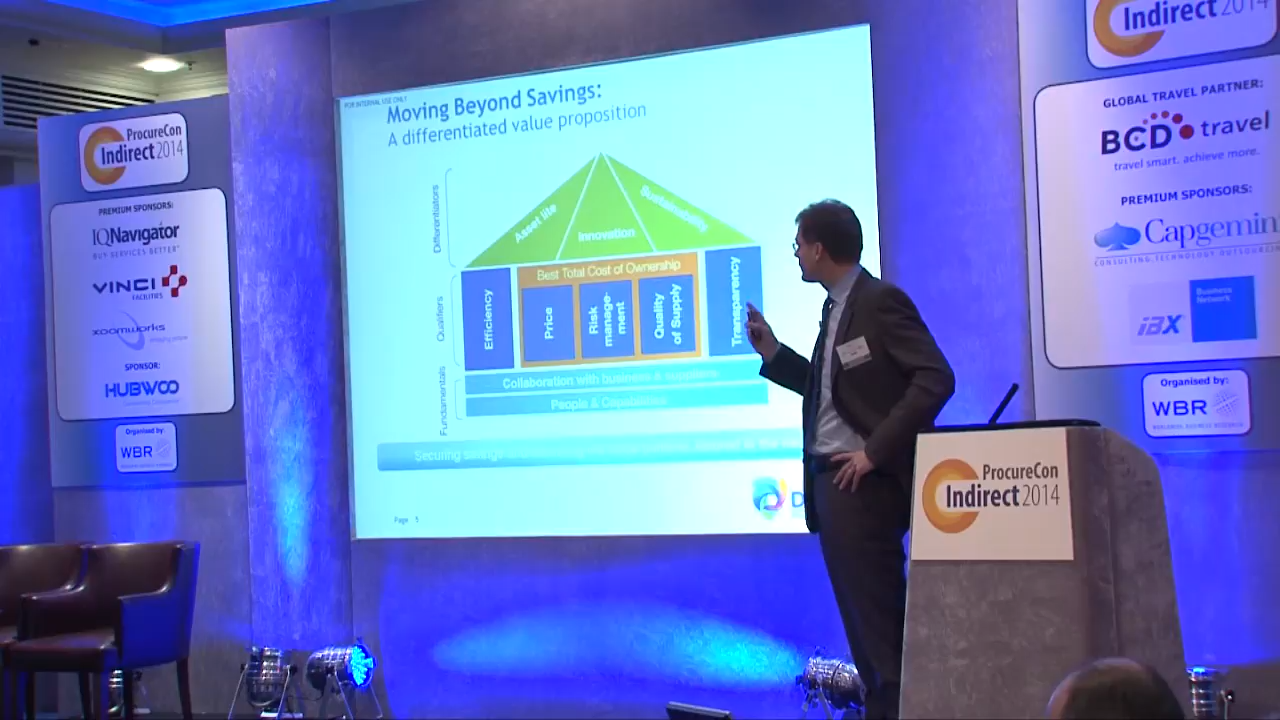 ProcureCon
Indirect 2014
PREMIUM SPONSORS:
IQNavigator
BUY SERVICES BETTER
VINCI
FACILITIES
xoomworks
SPONSOR:
HUBWOO
Organised by:
WBR
FOR INTERNAL USE ONLY
Moving Beyond Savings:
A differentiated value proposition
Differentiators
Asset life
Innovation
Sustainability
Qualifiers
Efficiency
Best Total Cost of Ownership
Price
Risk
manage-
ment
Quality
of Supply
Transparency
Fundamentals
Collaboration with business & suppliers
People & Capabilities
Securing savings
Page 5
D
ProcureCon
Indirect 2014
Indirect 2014
GLOBAL TRAVEL PARTNER:
BCD travel
travel smart. achieve more.
PREMIUM SPONSORS:
Capgemin
CONSULTING.TECHNOLOGY.OUTSOURCI
iBX
Business
Network
Organised by:
WBR
WORLDWIDE BUSINESS RESEARCH